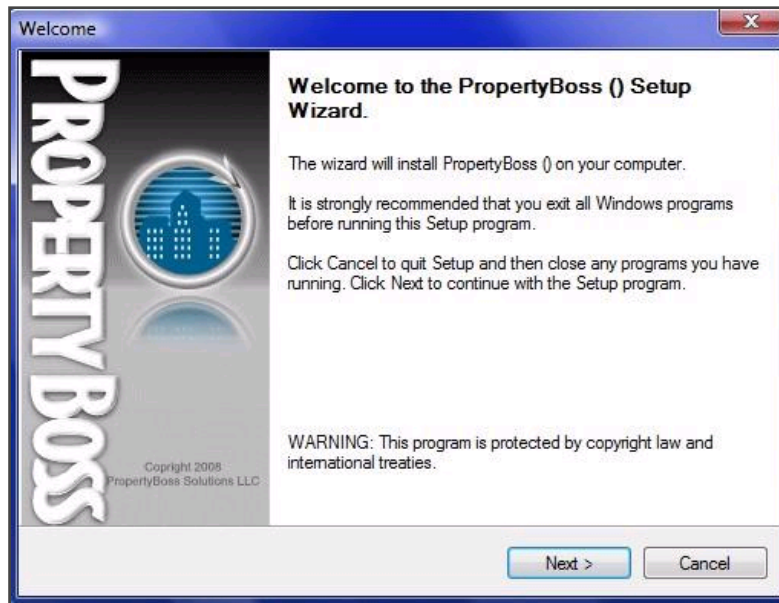 Welcome
PROPERTY BOSS
Welcome to the PropertyBoss () Setup
Wizard.
The wizard will install PropertyBoss () on your computer.
It is strongly recommended that you exit all Windows programs
before running this Setup program.
Click Cancel to quit Setup and then close any programs you have
running. Click Next to continue with the Setup program.
WARNING: This program is protected by copyright law and
international treaties.
Copright 2008
PropertyBoss Solutions LLC
Next >
Cancel